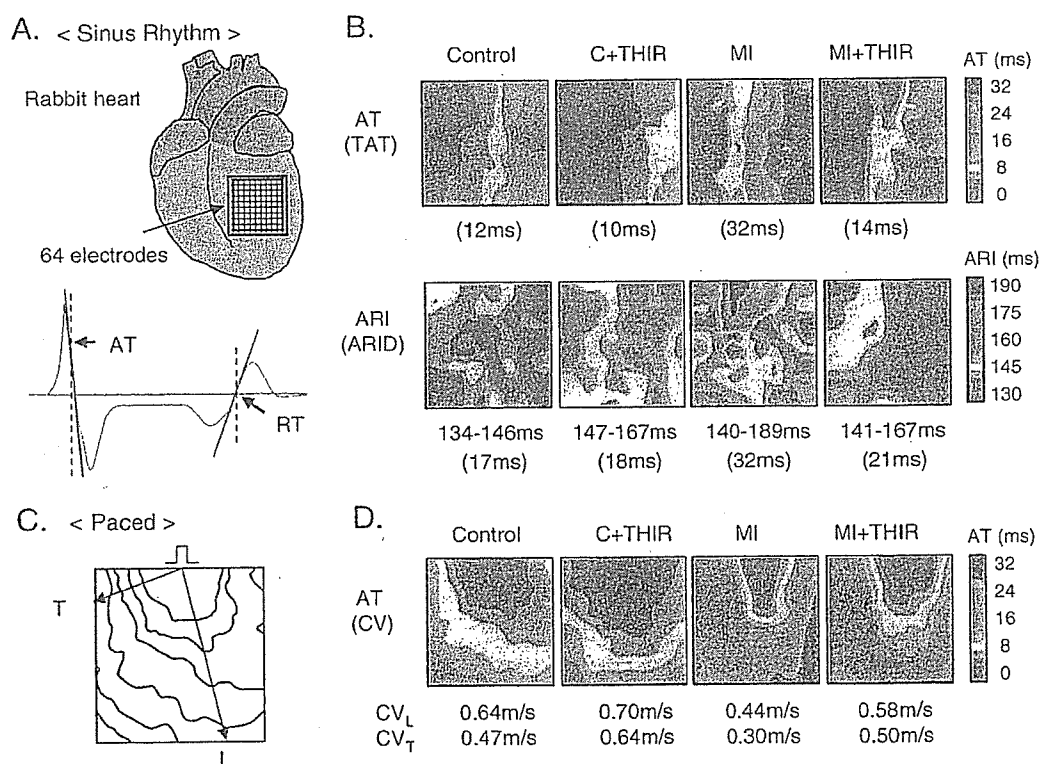 A. < Sinus Rhythm >
Rabbit heart
64 electrodes
AT
RT
B.
Control C+THIR MI MI+THIR AT (ms)
AT
(TAT)
32
24
16
8
0
(12ms) (10ms) (32ms) (14ms)
ARI (ms)
ARI
(ARID)
190
175
160
145
130
134-146ms 147-167ms 140-189ms 141-167ms
(17ms) (18ms) (32ms) (21ms)
C. < Paced >
T
L
D.
Control C+THIR MI MI+THIR AT (ms)
AT
(CV)
32
24
16
8
0
CVL 0.64m/s 0.70m/s 0.44m/s 0.58m/s
CVT 0.47m/s 0.64m/s 0.30m/s 0.50m/s